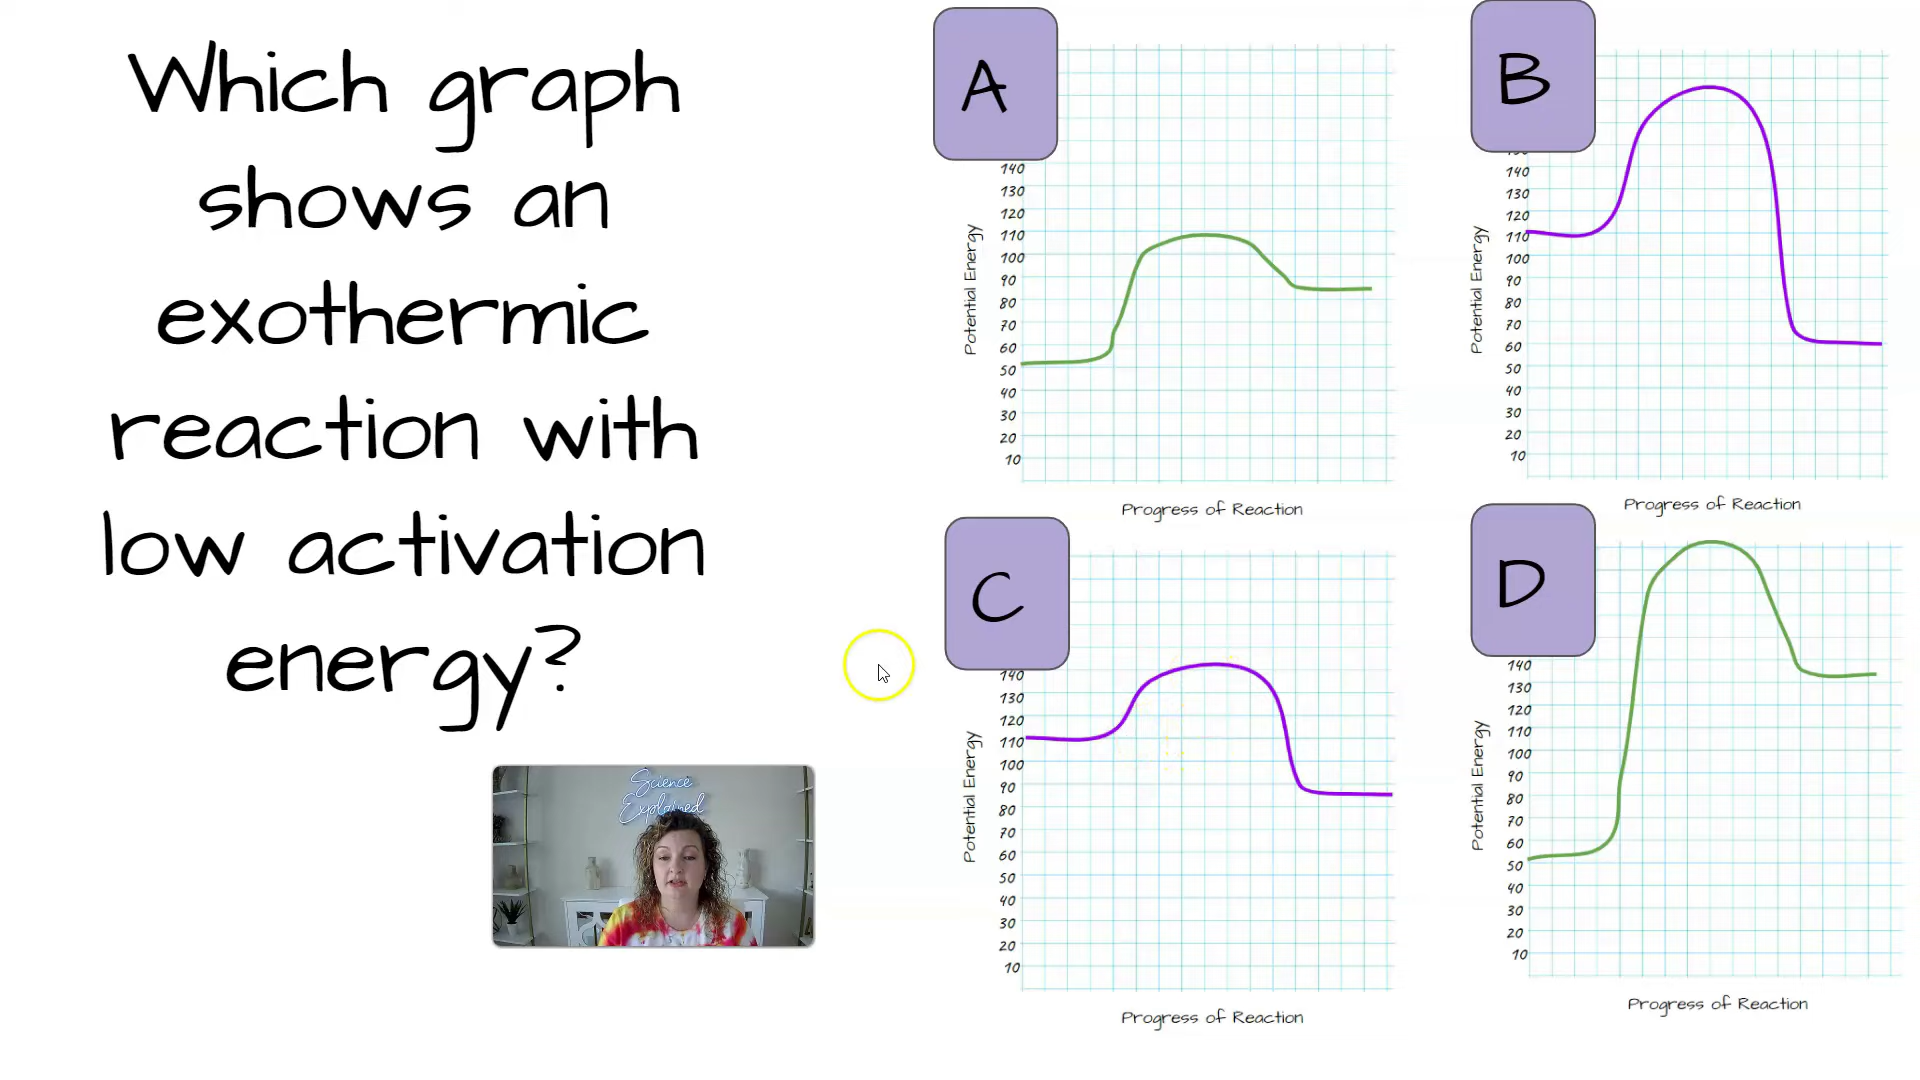 Which graph
shows an
exothermic
reaction with
low activation
energy?
Science
Explained
A
140
130
120
110
100
90
80
70
60
50
40
30
20
10
Potential Energy
Progress of Reaction
B
140
130
120
110
100
90
80
70
60
50
40
30
20
10
Potential Energy
Progress of Reaction
C
140
130
120
110
100
90
80
70
60
50
40
30
20
10
Potential Energy
Progress of Reaction
D
140
130
120
110
100
90
80
70
60
50
40
30
20
10
Potential Energy
Progress of Reaction